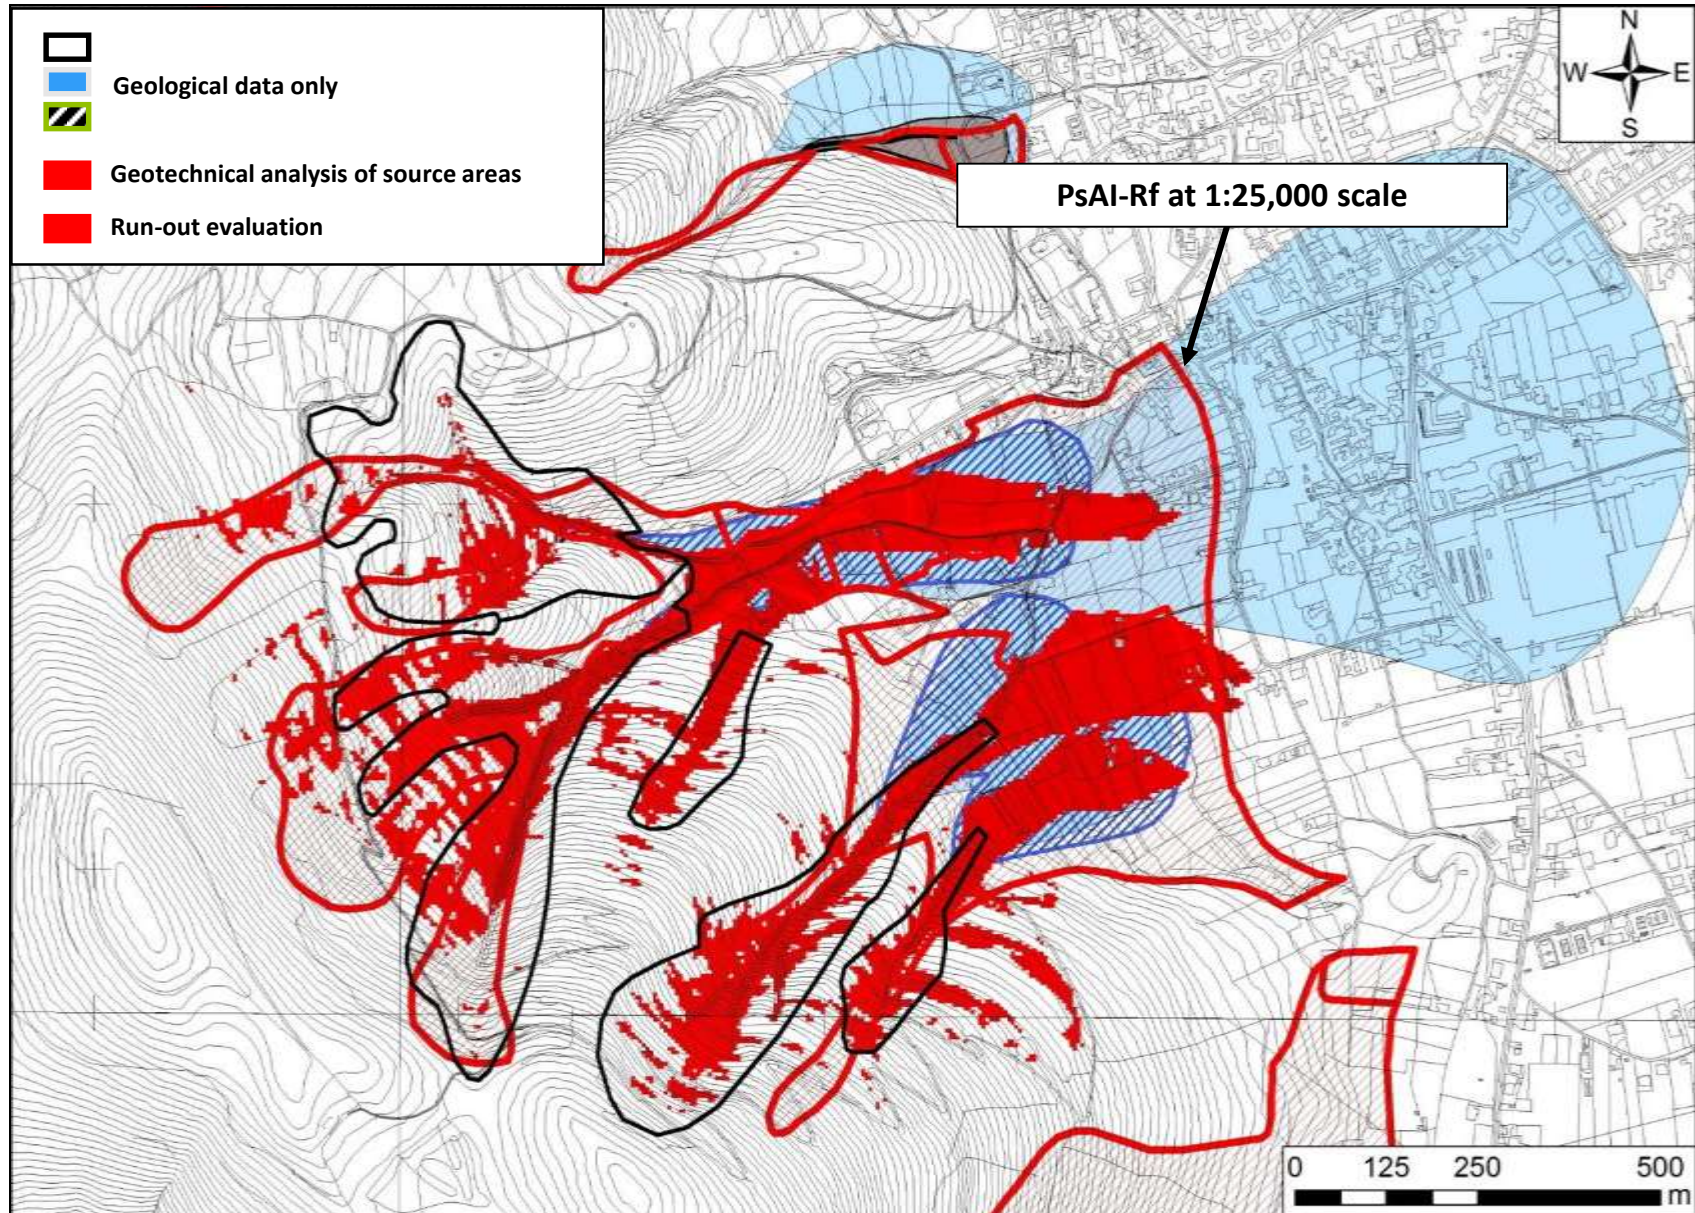 Geological data only
Geotechnical analysis of source areas
Run-out evaluation
PsAI-Rf at 1:25,000 scale
N
W E
S
0 125 250 500
m